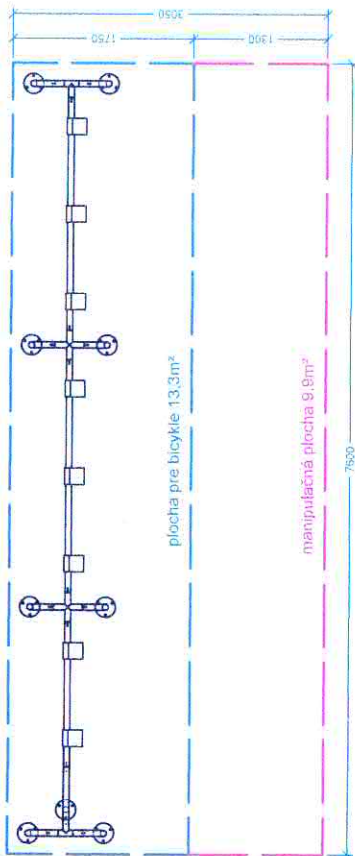 3050
1750
1300
plocha pre bicykle 13,3m²
manipulačná plocha 9,9m²
7600